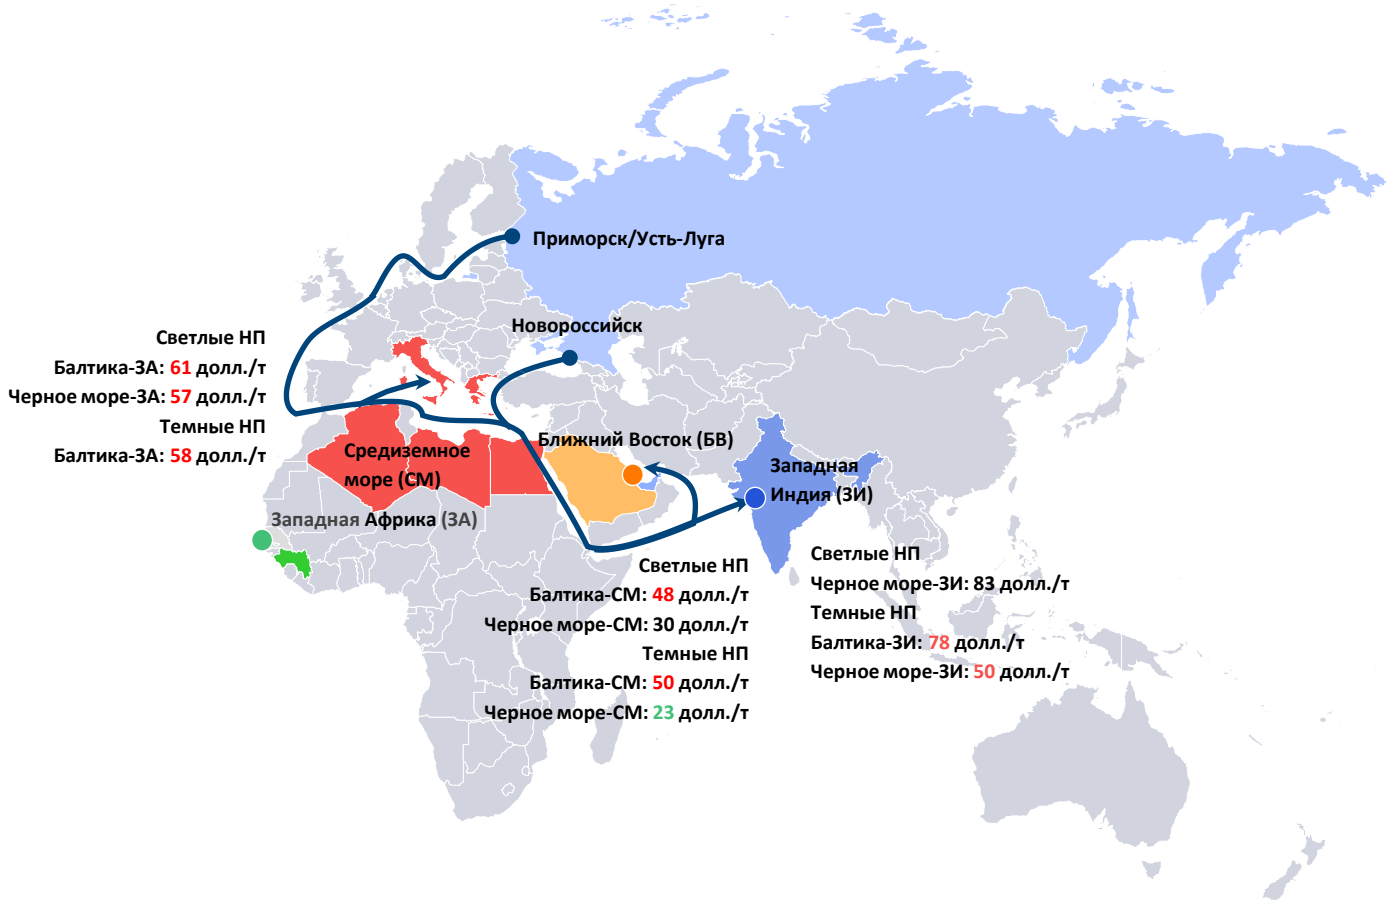 Приморск/Усть-Луга
Новороссийск
Светлые НП
Балтика-ЗА: 61 долл./т
Черное море-ЗА: 57 долл./т
Темные НП
Балтика-ЗА: 58 долл./т
Средиземное
море (СМ)
Ближний Восток (БВ)
Западная
Индия (ЗИ)
Западная Африка (ЗА)
Светлые НП
Балтика-СМ: 48 долл./т
Черное море-СМ: 30 долл./т
Темные НП
Балтика-СМ: 50 долл./т
Черное море-СМ: 23 долл./т
Светлые НП
Черное море-ЗИ: 83 долл./т
Темные НП
Балтика-ЗИ: 78 долл./т
Черное море-ЗИ: 50 долл./т